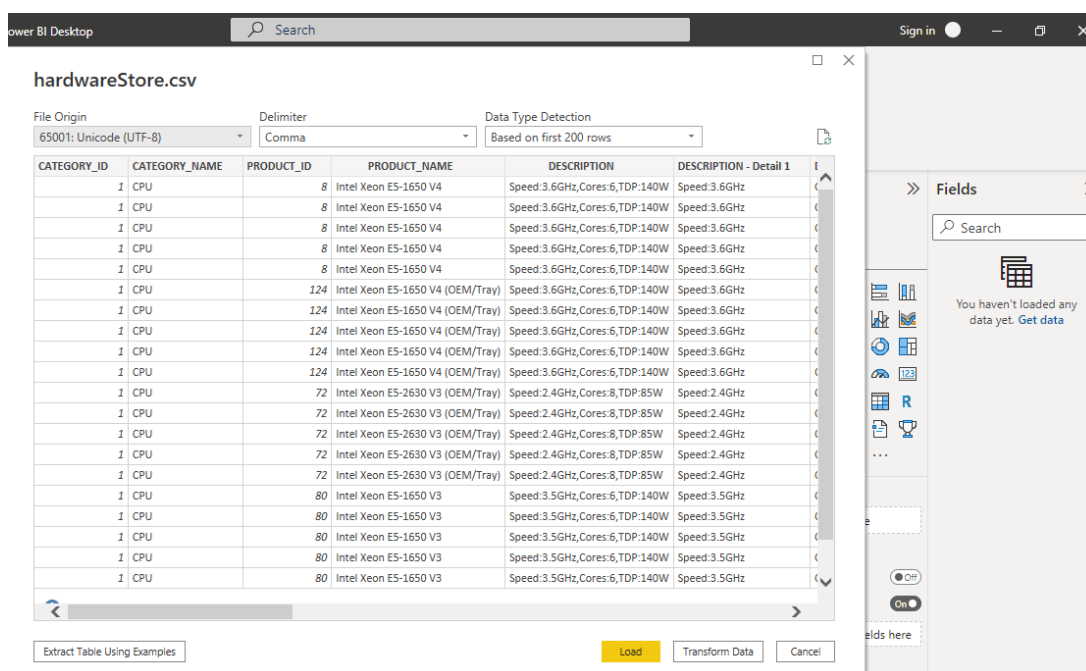 ower BI Desktop Search Sign in
hardwareStore.csv
File Origin Delimiter Data Type Detection
65001: Unicode (UTF-8) Comma Based on first 200 rows
CATEGORY_ID CATEGORY_NAME PRODUCT_ID PRODUCT_NAME DESCRIPTION DESCRIPTION - Detail 1
1 CPU 8 Intel Xeon E5-1650 V4 Speed:3.6GHz,Cores:6,TDP:140W Speed:3.6GHz
1 CPU 8 Intel Xeon E5-1650 V4 Speed:3.6GHz,Cores:6,TDP:140W Speed:3.6GHz
1 CPU 8 Intel Xeon E5-1650 V4 Speed:3.6GHz,Cores:6,TDP:140W Speed:3.6GHz
1 CPU 8 Intel Xeon E5-1650 V4 Speed:3.6GHz,Cores:6,TDP:140W Speed:3.6GHz
1 CPU 8 Intel Xeon E5-1650 V4 Speed:3.6GHz,Cores:6,TDP:140W Speed:3.6GHz
1 CPU 124 Intel Xeon E5-1650 V4 (OEM/Tray) Speed:3.6GHz,Cores:6,TDP:140W Speed:3.6GHz
1 CPU 124 Intel Xeon E5-1650 V4 (OEM/Tray) Speed:3.6GHz,Cores:6,TDP:140W Speed:3.6GHz
1 CPU 124 Intel Xeon E5-1650 V4 (OEM/Tray) Speed:3.6GHz,Cores:6,TDP:140W Speed:3.6GHz
1 CPU 124 Intel Xeon E5-1650 V4 (OEM/Tray) Speed:3.6GHz,Cores:6,TDP:140W Speed:3.6GHz
1 CPU 124 Intel Xeon E5-1650 V4 (OEM/Tray) Speed:3.6GHz,Cores:6,TDP:140W Speed:3.6GHz
1 CPU 72 Intel Xeon E5-2630 V3 (OEM/Tray) Speed:2.4GHz,Cores:8,TDP:85W Speed:2.4GHz
1 CPU 72 Intel Xeon E5-2630 V3 (OEM/Tray) Speed:2.4GHz,Cores:8,TDP:85W Speed:2.4GHz
1 CPU 72 Intel Xeon E5-2630 V3 (OEM/Tray) Speed:2.4GHz,Cores:8,TDP:85W Speed:2.4GHz
1 CPU 72 Intel Xeon E5-2630 V3 (OEM/Tray) Speed:2.4GHz,Cores:8,TDP:85W Speed:2.4GHz
1 CPU 72 Intel Xeon E5-2630 V3 (OEM/Tray) Speed:2.4GHz,Cores:8,TDP:85W Speed:2.4GHz
1 CPU 80 Intel Xeon E5-1650 V3 Speed:3.5GHz,Cores:6,TDP:140W Speed:3.5GHz
1 CPU 80 Intel Xeon E5-1650 V3 Speed:3.5GHz,Cores:6,TDP:140W Speed:3.5GHz
1 CPU 80 Intel Xeon E5-1650 V3 Speed:3.5GHz,Cores:6,TDP:140W Speed:3.5GHz
1 CPU 80 Intel Xeon E5-1650 V3 Speed:3.5GHz,Cores:6,TDP:140W Speed:3.5GHz
1 CPU 80 Intel Xeon E5-1650 V3 Speed:3.5GHz,Cores:6,TDP:140W Speed:3.5GHz
Extract Table Using Examples Load Transform Data Cancel
Fields
Search
You haven't loaded any
data yet. Get data
123
R
Off
On
elds here